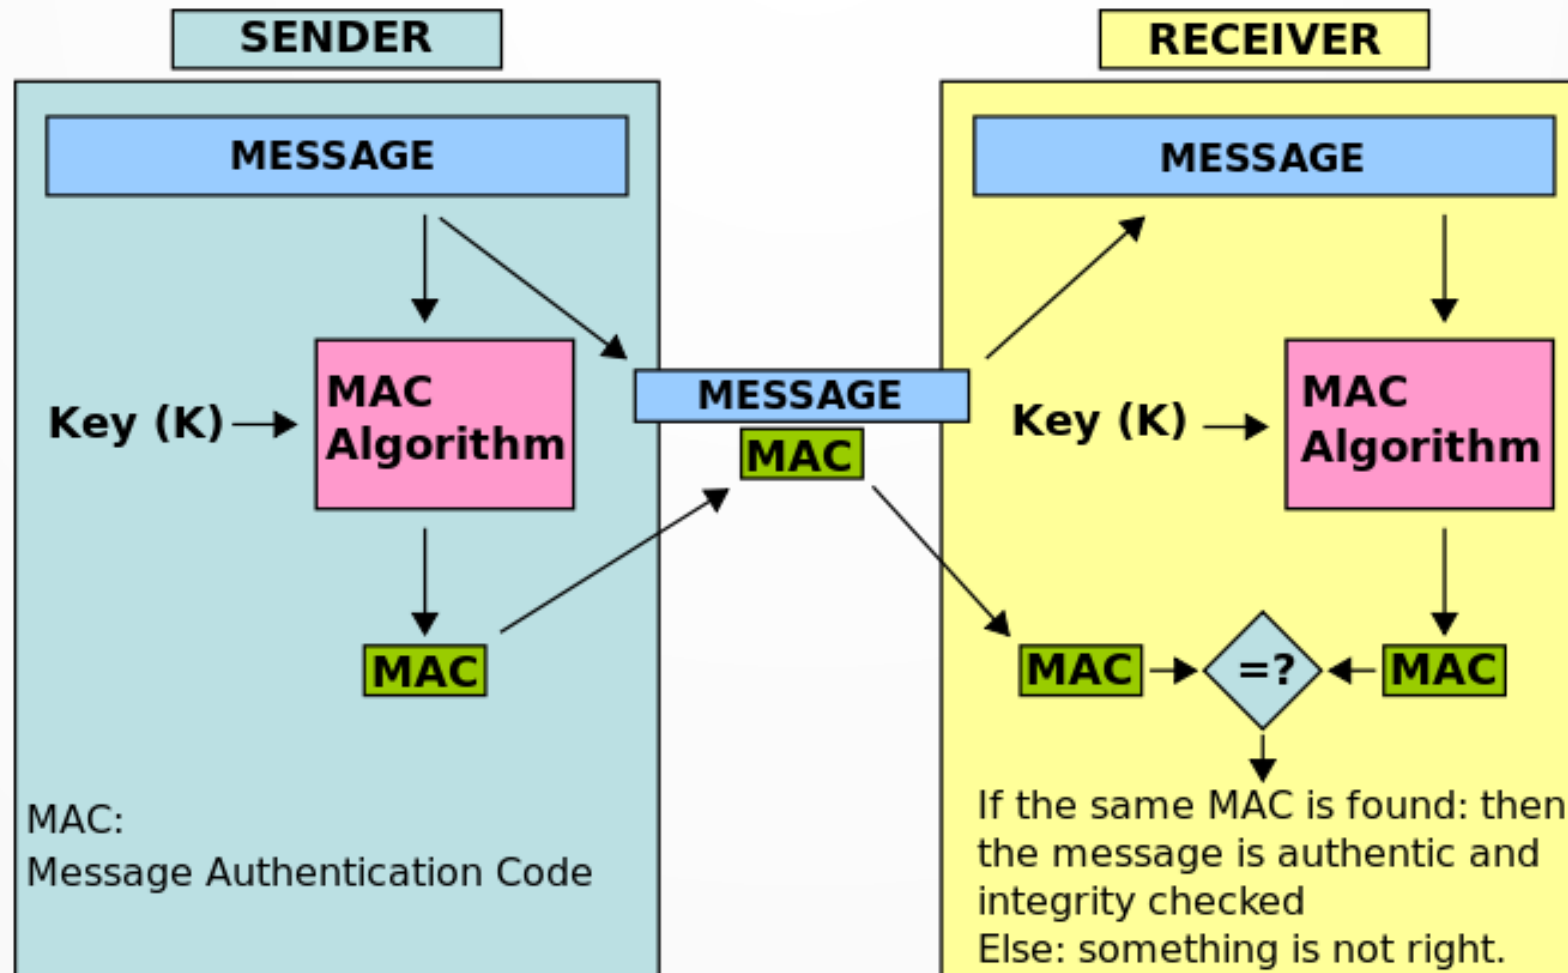 SENDER
RECEIVER
MESSAGE
MESSAGE
MAC
Algorithm
Key (K)
MESSAGE
MAC
Key (K)
MAC
Algorithm
MAC
MAC
=?
MAC
MAC:
Message Authentication Code
If the same MAC is found: then
the message is authentic and
integrity checked
Else: something is not right.